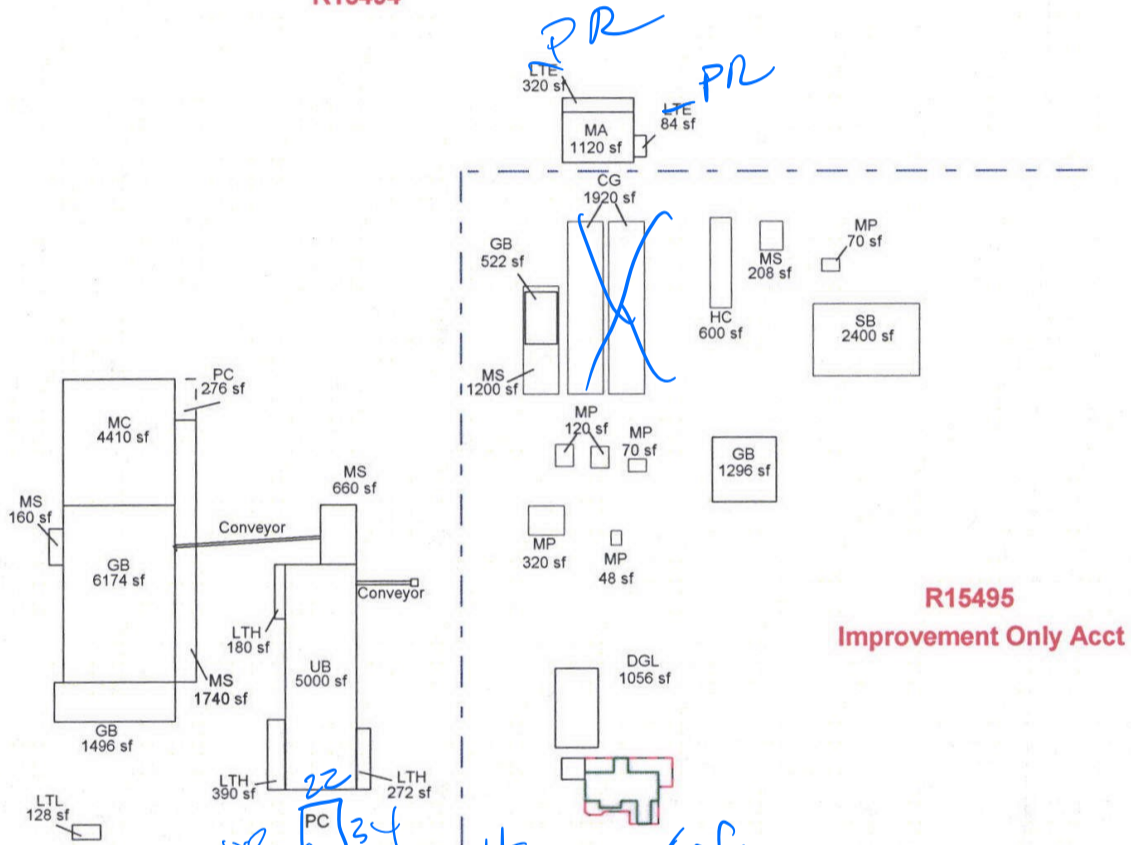 PR
LTE
320 sf
PR
LTE
84 sf
MA
1120 sf
CG
1920 sf
GB
522 sf
MS
1200 sf
HC
600 sf
MS
208 sf
MP
70 sf
SB
2400 sf
PC
276 sf
MC
4410 sf
MP
120 sf
MP
70 sf
GB
1296 sf
MS
660 sf
MS
160 sf
Conveyor
GB
6174 sf
MP
320 sf
MP
48 sf
Conveyor
R15495
Improvement Only Acct
LTH
180 sf
UB
5000 sf
DGL
1056 sf
MS
1740 sf
GB
1496 sf
LTH
390 sf
22
LTH
272 sf
LTL
128 sf
PC
34